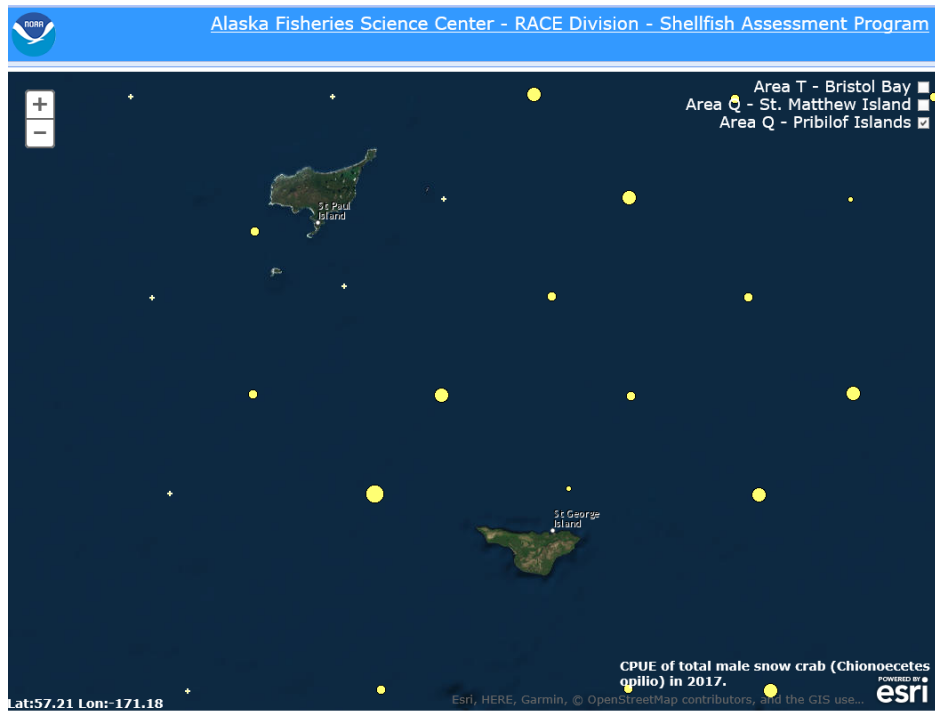 NOAA
Alaska Fisheries Science Center - RACE Division - Shellfish Assessment Program
+
−
Area T - Bristol Bay
Area Q - St. Matthew Island
Area Q - Pribilof Islands
St Paul
Island
St George
Island
CPUE of total male snow crab (Chionoecetes
opilio) in 2017.
POWERED BY
esri
Lat:57.21 Lon:-171.18
Esri, HERE, Garmin, © OpenStreetMap contributors, and the GIS use...